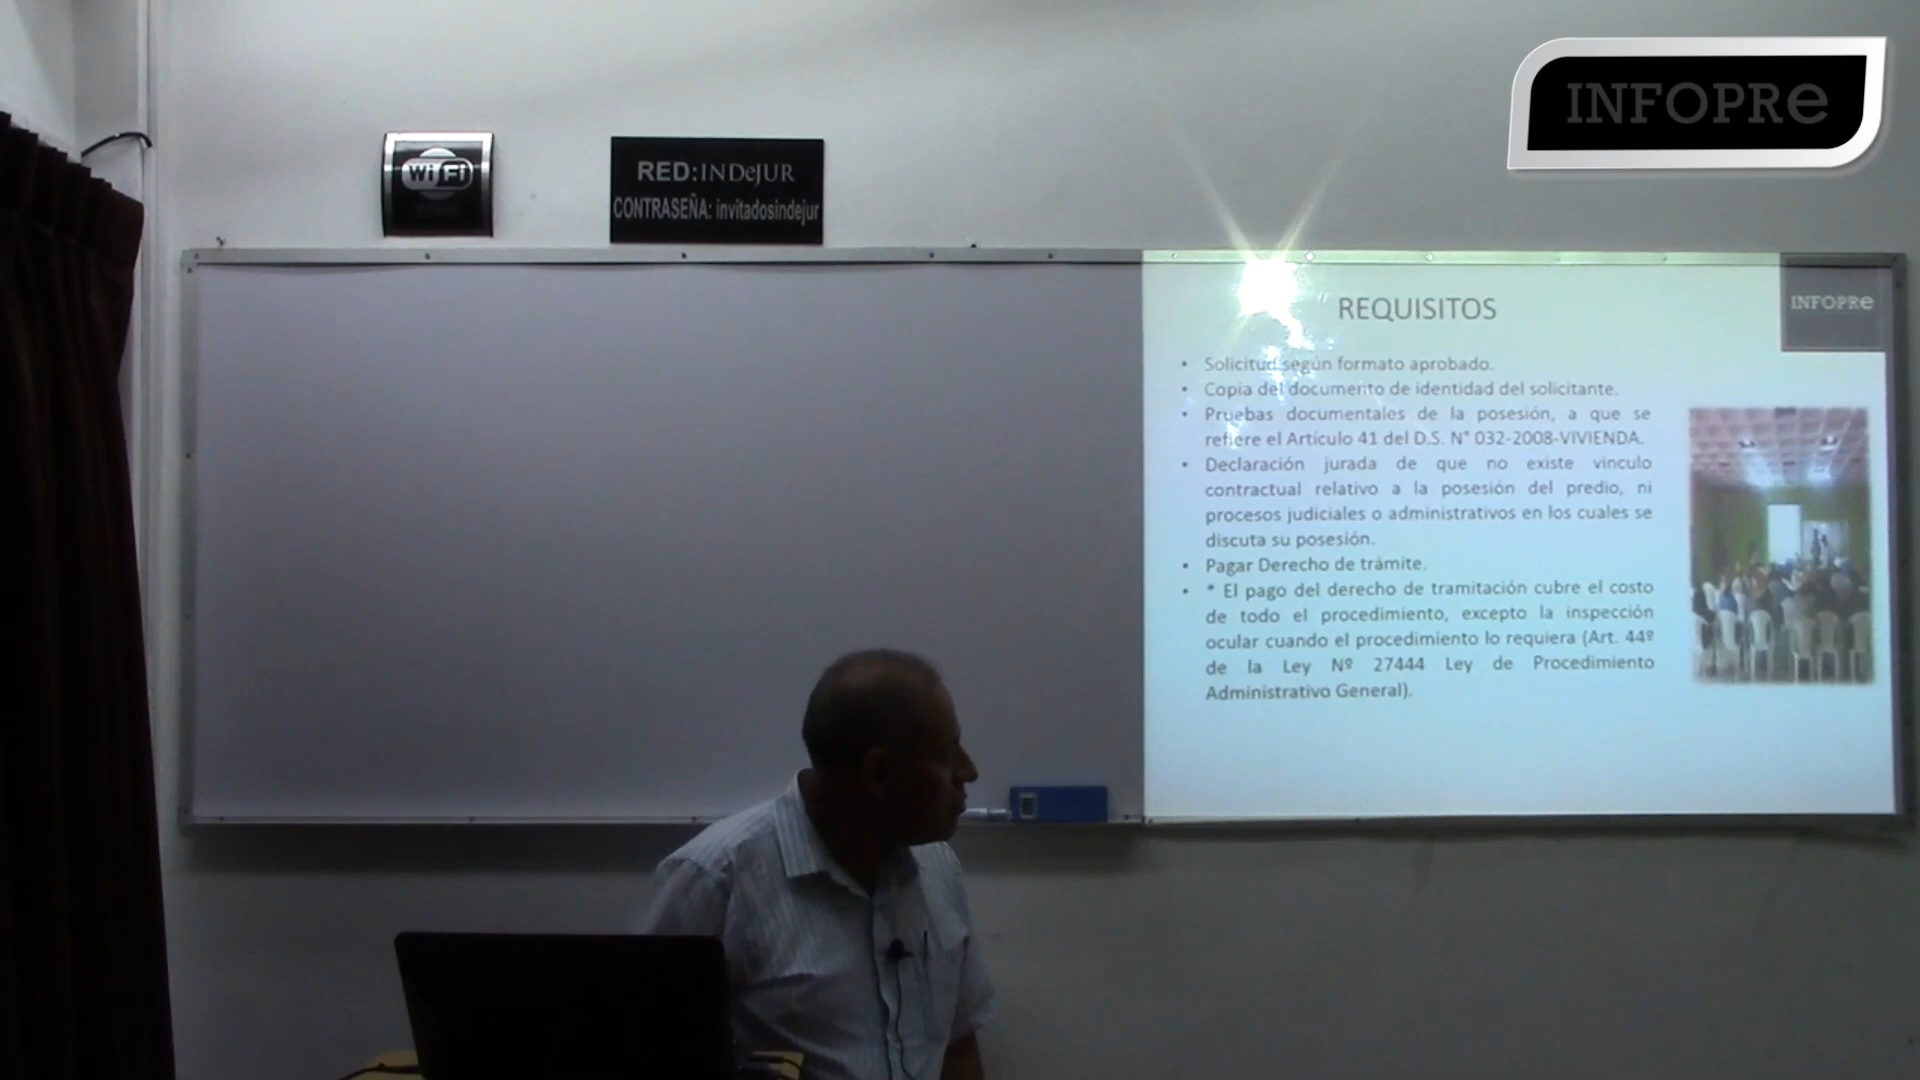 INFOPRe
WiFi
RED:INDeJUR
CONTRASEÑA: invitadosindejur
INFOPRe
REQUISITOS
• Solicitud según formato aprobado.
• Copia del documento de identidad del solicitante.
• Pruebas documentales de la posesión, a que se
refiere el Artículo 41 del D.S. N° 032-2008-VIVIENDA.
• Declaración jurada de que no existe vinculo
contractual relativo a la posesión del predio, ni
procesos judiciales o administrativos en los cuales se
discuta su posesión.
• Pagar Derecho de trámite.
• * El pago del derecho de tramitación cubre el costo
de todo el procedimiento, excepto la inspección
ocular cuando el procedimiento lo requiera (Art. 44º
de la Ley Nº 27444 Ley de Procedimiento
Administrativo General).